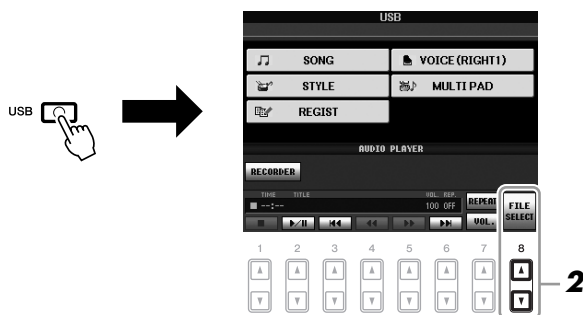 USB
USB
SONG
VOICE(RIGHT1)
STYLE
MULTI PAD
REGIST
AUDIO PLAYER
RECORDER
TIME TITLE VOL. REP.
--:-- 100 OFF
REPEAT
FILE SELECT
VOL.
1 2 3 4 5 6 7 8
2